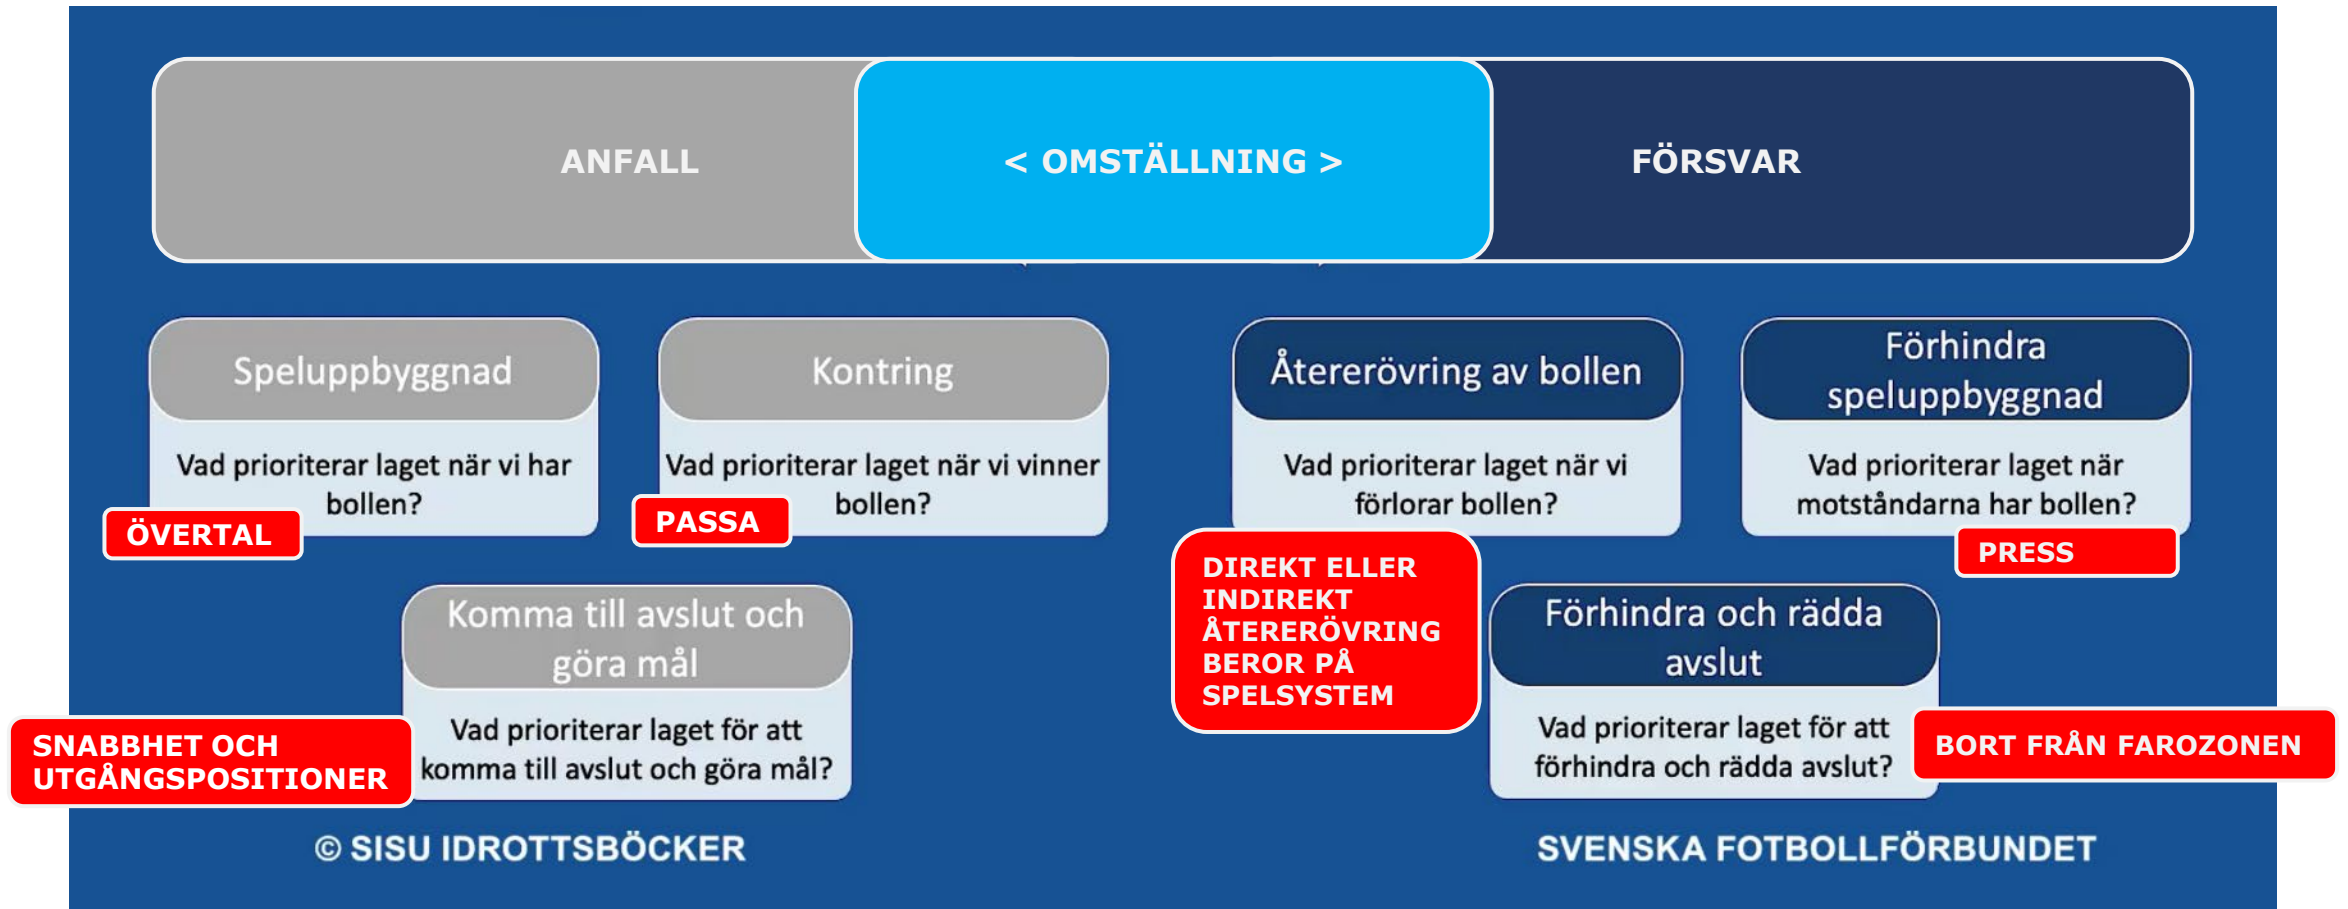 ANFALL
< OMSTÄLLNING >
FÖRSVAR
Speluppbyggnad
Vad prioriterar laget när vi har
bollen?
ÖVERTAL
Kontring
Vad prioriterar laget när vi vinner
bollen?
PASSA
Återerövring av bollen
Vad prioriterar laget när vi
förlorar bollen?
DIREKT ELLER
INDIREKT
ÅTERERÖVRING
BEROR PÅ
SPELSYSTEM
Förhindra
speluppbyggnad
Vad prioriterar laget när
motståndarna har bollen?
PRESS
Komma till avslut och
göra mål
Vad prioriterar laget för att
komma till avslut och göra mål?
SNABBHET OCH
UTGÅNGSPOSITIONER
Förhindra och rädda
avslut
Vad prioriterar laget för att
förhindra och rädda avslut?
BORT FRÅN FAROZONEN
© SISU IDROTTSBÖCKER
SVENSKA FOTBOLLFÖRBUNDET